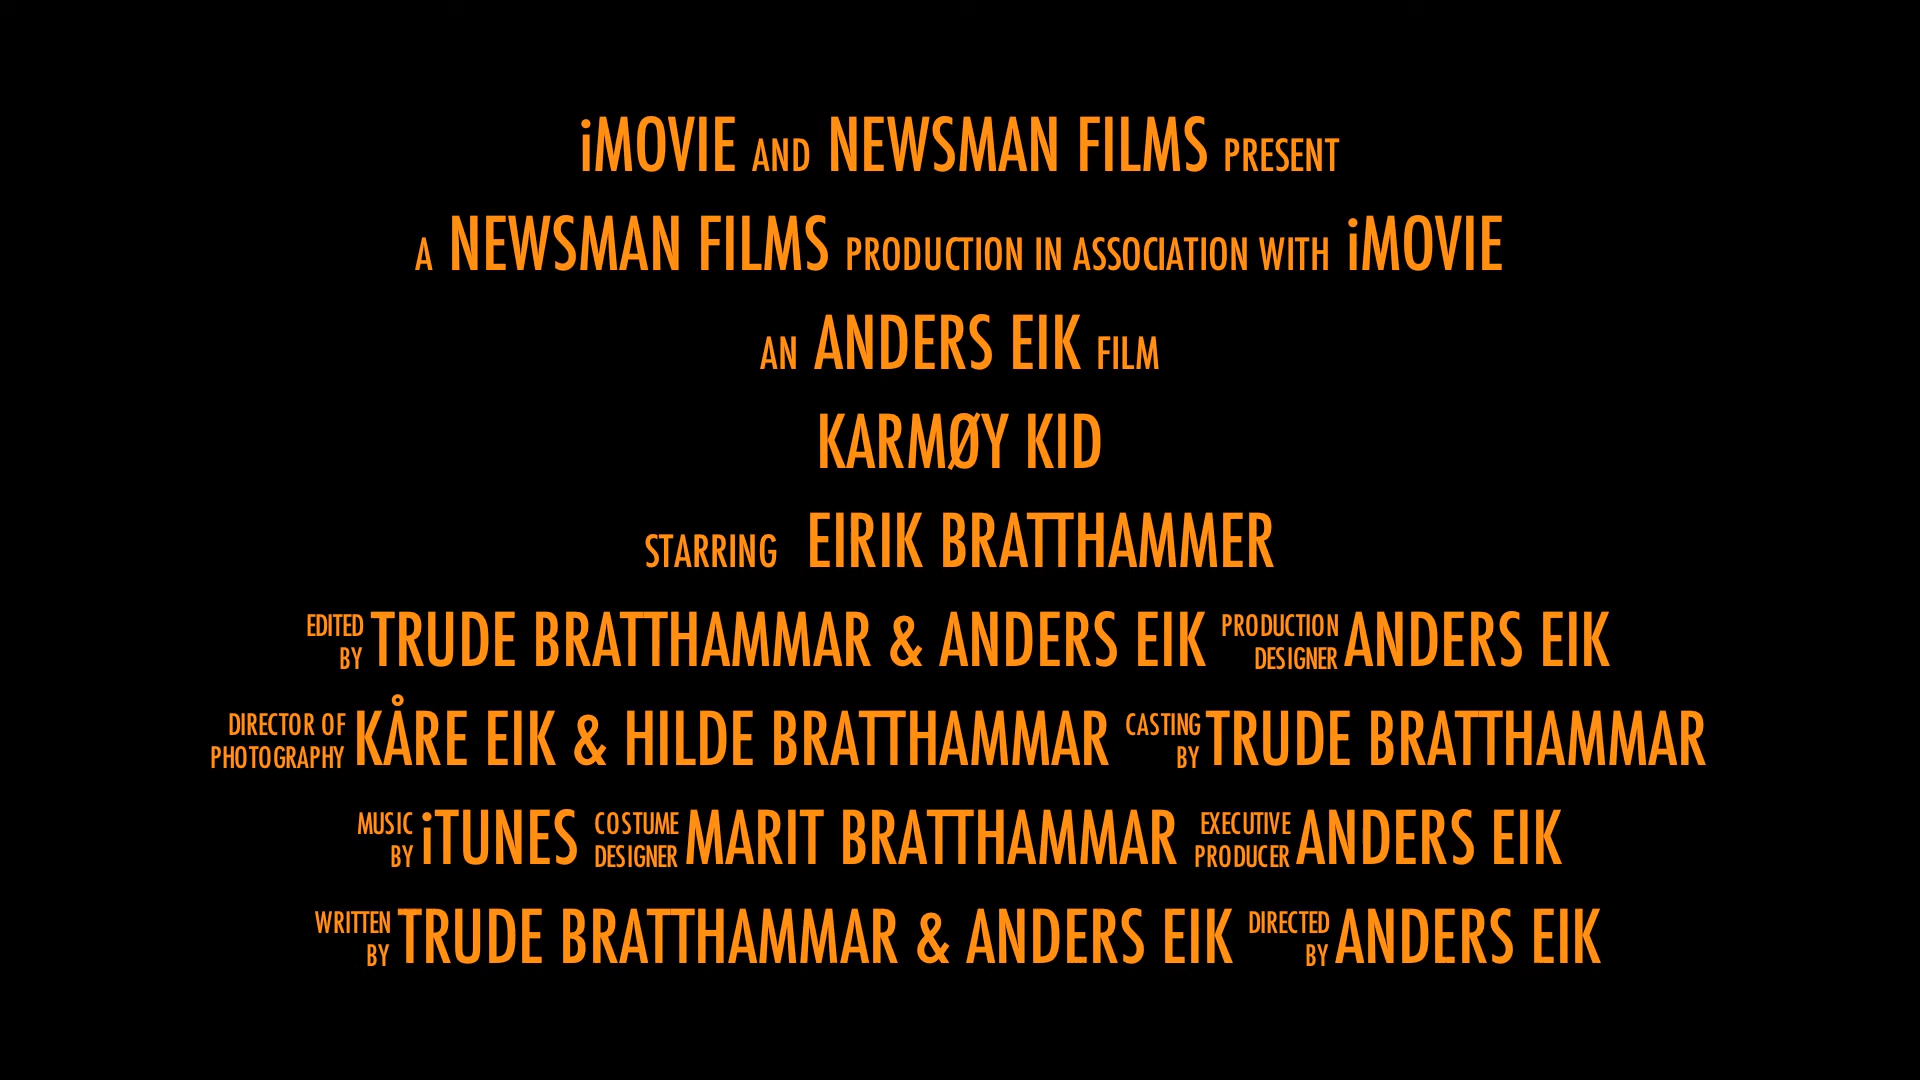 iMOVIE AND NEWSMAN FILMS PRESENT
A NEWSMAN FILMS PRODUCTION IN ASSOCIATION WITH iMOVIE
AN ANDERS EIK FILM
KARMØY KID
STARRING EIRIK BRATTHAMMER
EDITED BY TRUDE BRATTHAMMAR & ANDERS EIK PRODUCTION DESIGNER ANDERS EIK
DIRECTOR OF PHOTOGRAPHY KÅRE EIK & HILDE BRATTHAMMAR CASTING BY TRUDE BRATTHAMMAR
MUSIC BY iTUNES COSTUME DESIGNER MARIT BRATTHAMMAR EXECUTIVE PRODUCER ANDERS EIK
WRITTEN BY TRUDE BRATTHAMMAR & ANDERS EIK DIRECTED BY ANDERS EIK